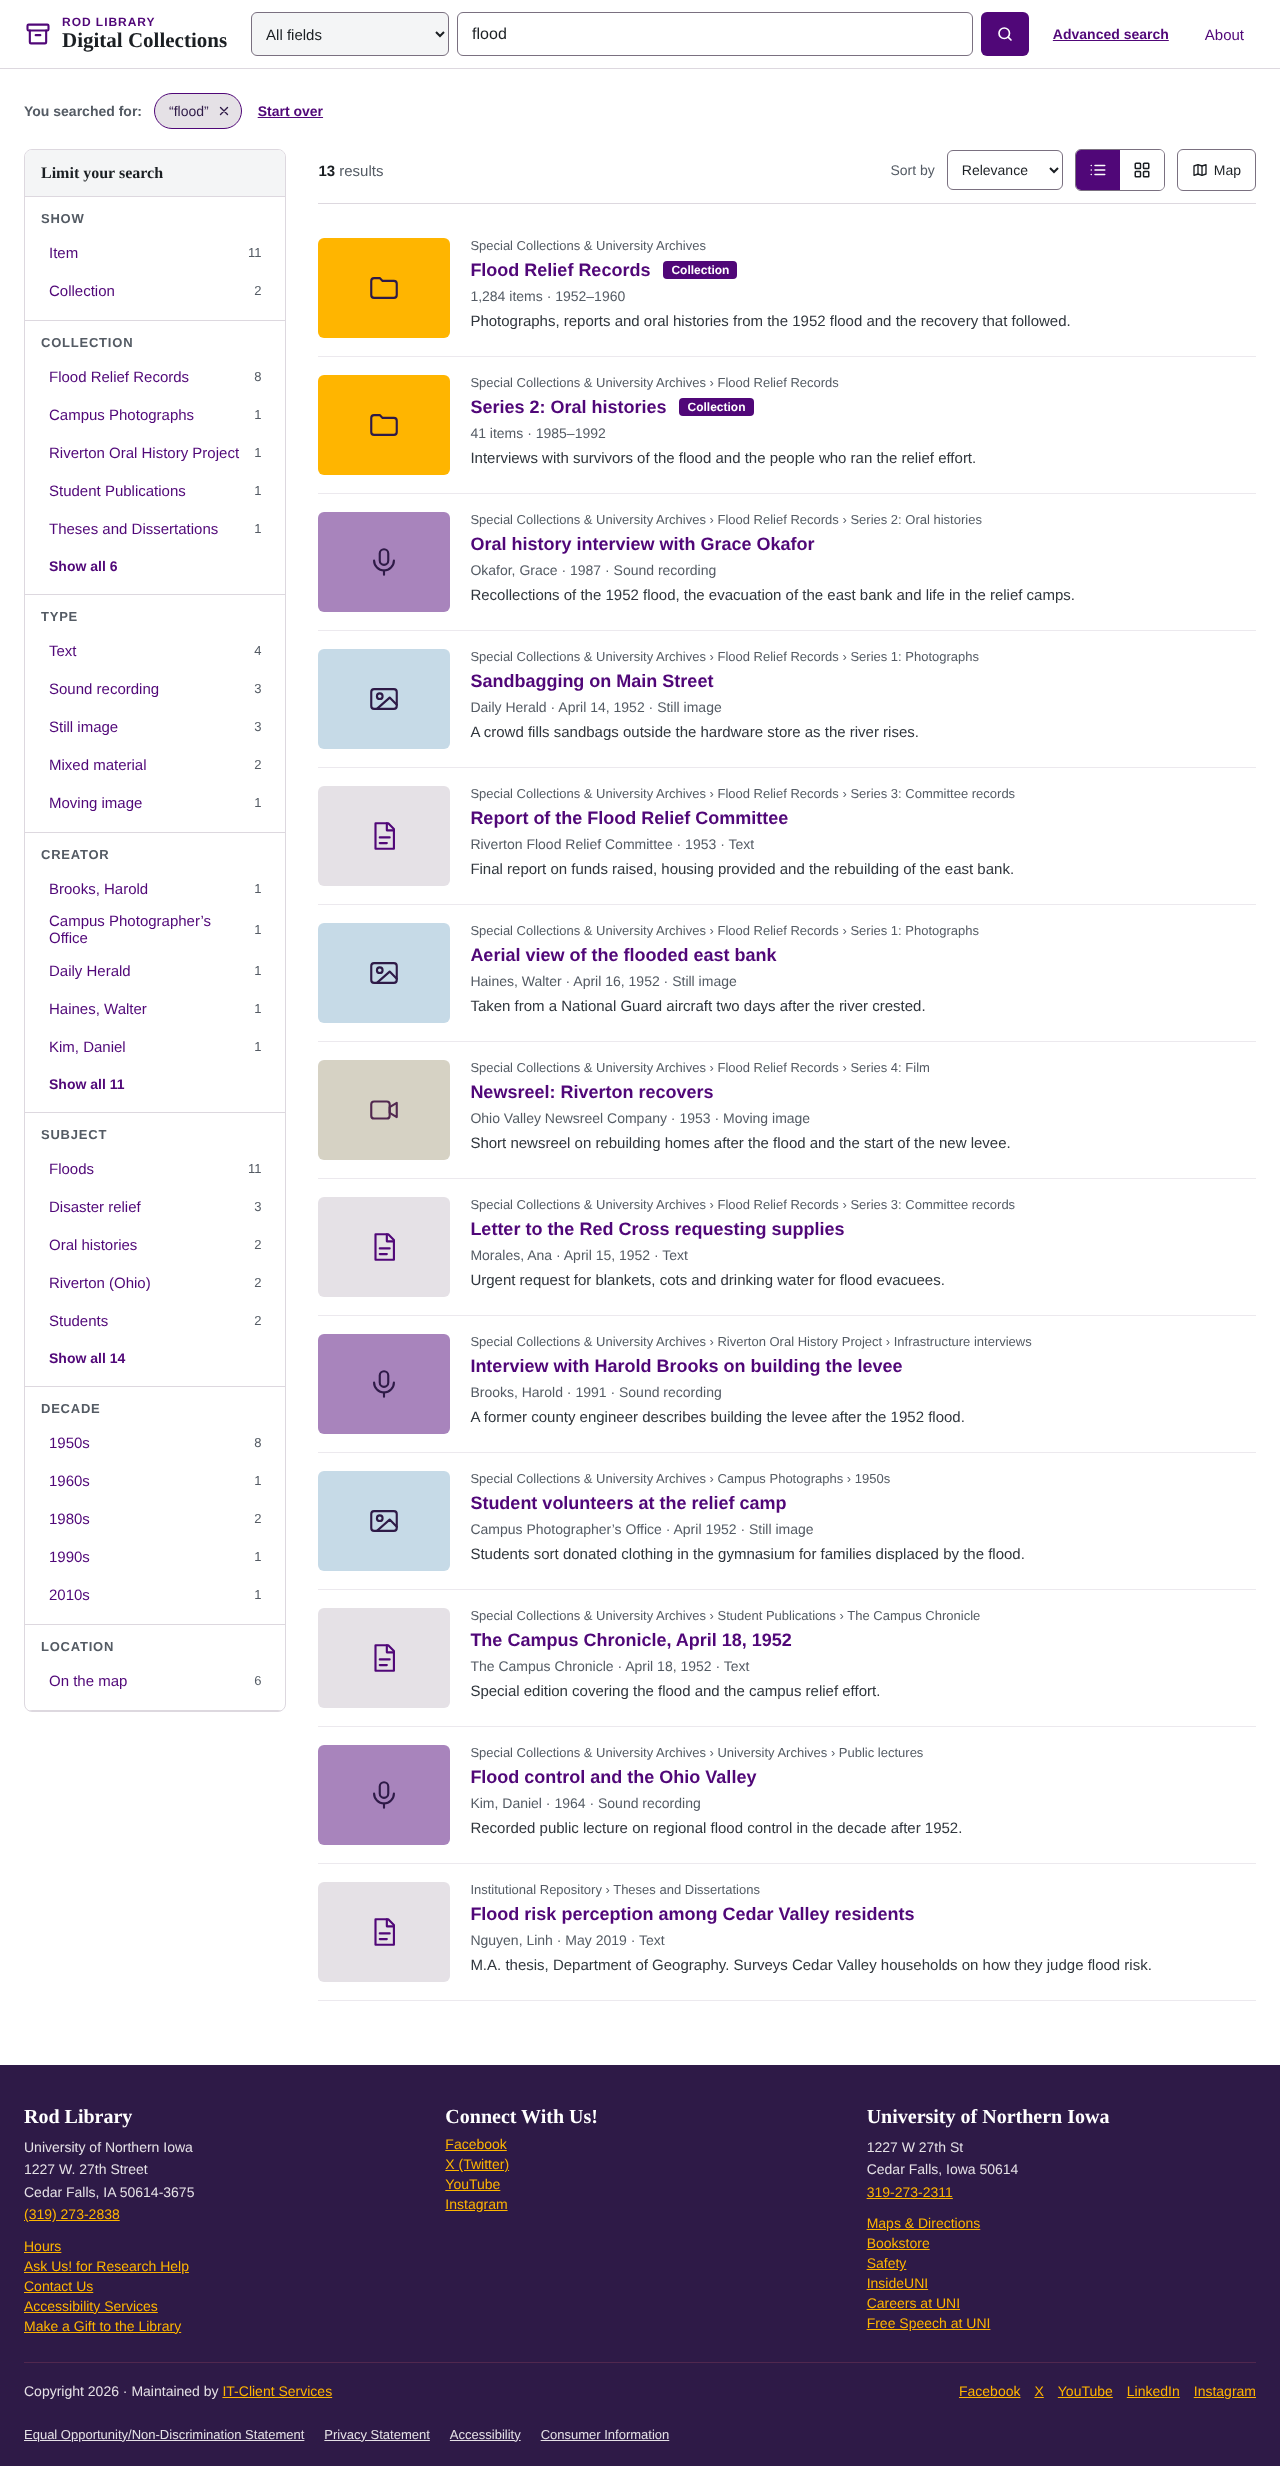 ROD LIBRARY
Digital Collections
All fields
flood
Advanced search
About
You searched for:
“flood” ✕
Start over
Limit your search
SHOW
Item 11
Collection 2
COLLECTION
Flood Relief Records 8
Campus Photographs 1
Riverton Oral History Project 1
Student Publications 1
Theses and Dissertations 1
Show all 6
TYPE
Text 4
Sound recording 3
Still image 3
Mixed material 2
Moving image 1
CREATOR
Brooks, Harold 1
Campus Photographer’s
Office 1
Daily Herald 1
Haines, Walter 1
Kim, Daniel 1
Show all 11
SUBJECT
Floods 11
Disaster relief 3
Oral histories 2
Riverton (Ohio) 2
Students 2
Show all 14
DECADE
1950s 8
1960s 1
1980s 2
1990s 1
2010s 1
LOCATION
On the map 6
13 results
Sort by
Relevance
Map
Special Collections & University Archives
Flood Relief Records Collection
1,284 items · 1952–1960
Photographs, reports and oral histories from the 1952 flood and the recovery that followed.
Special Collections & University Archives › Flood Relief Records
Series 2: Oral histories Collection
41 items · 1985–1992
Interviews with survivors of the flood and the people who ran the relief effort.
Special Collections & University Archives › Flood Relief Records › Series 2: Oral histories
Oral history interview with Grace Okafor
Okafor, Grace · 1987 · Sound recording
Recollections of the 1952 flood, the evacuation of the east bank and life in the relief camps.
Special Collections & University Archives › Flood Relief Records › Series 1: Photographs
Sandbagging on Main Street
Daily Herald · April 14, 1952 · Still image
A crowd fills sandbags outside the hardware store as the river rises.
Special Collections & University Archives › Flood Relief Records › Series 3: Committee records
Report of the Flood Relief Committee
Riverton Flood Relief Committee · 1953 · Text
Final report on funds raised, housing provided and the rebuilding of the east bank.
Special Collections & University Archives › Flood Relief Records › Series 1: Photographs
Aerial view of the flooded east bank
Haines, Walter · April 16, 1952 · Still image
Taken from a National Guard aircraft two days after the river crested.
Special Collections & University Archives › Flood Relief Records › Series 4: Film
Newsreel: Riverton recovers
Ohio Valley Newsreel Company · 1953 · Moving image
Short newsreel on rebuilding homes after the flood and the start of the new levee.
Special Collections & University Archives › Flood Relief Records › Series 3: Committee records
Letter to the Red Cross requesting supplies
Morales, Ana · April 15, 1952 · Text
Urgent request for blankets, cots and drinking water for flood evacuees.
Special Collections & University Archives › Riverton Oral History Project › Infrastructure interviews
Interview with Harold Brooks on building the levee
Brooks, Harold · 1991 · Sound recording
A former county engineer describes building the levee after the 1952 flood.
Special Collections & University Archives › Campus Photographs › 1950s
Student volunteers at the relief camp
Campus Photographer’s Office · April 1952 · Still image
Students sort donated clothing in the gymnasium for families displaced by the flood.
Special Collections & University Archives › Student Publications › The Campus Chronicle
The Campus Chronicle, April 18, 1952
The Campus Chronicle · April 18, 1952 · Text
Special edition covering the flood and the campus relief effort.
Special Collections & University Archives › University Archives › Public lectures
Flood control and the Ohio Valley
Kim, Daniel · 1964 · Sound recording
Recorded public lecture on regional flood control in the decade after 1952.
Institutional Repository › Theses and Dissertations
Flood risk perception among Cedar Valley residents
Nguyen, Linh · May 2019 · Text
M.A. thesis, Department of Geography. Surveys Cedar Valley households on how they judge flood risk.
Rod Library
University of Northern Iowa
1227 W. 27th Street
Cedar Falls, IA 50614-3675
(319) 273-2838
Hours
Ask Us! for Research Help
Contact Us
Accessibility Services
Make a Gift to the Library
Connect With Us!
Facebook
X (Twitter)
YouTube
Instagram
University of Northern Iowa
1227 W 27th St
Cedar Falls, Iowa 50614
319-273-2311
Maps & Directions
Bookstore
Safety
InsideUNI
Careers at UNI
Free Speech at UNI
Copyright 2026 · Maintained by IT-Client Services
Facebook X YouTube LinkedIn Instagram
Equal Opportunity/Non-Discrimination Statement Privacy Statement Accessibility Consumer Information